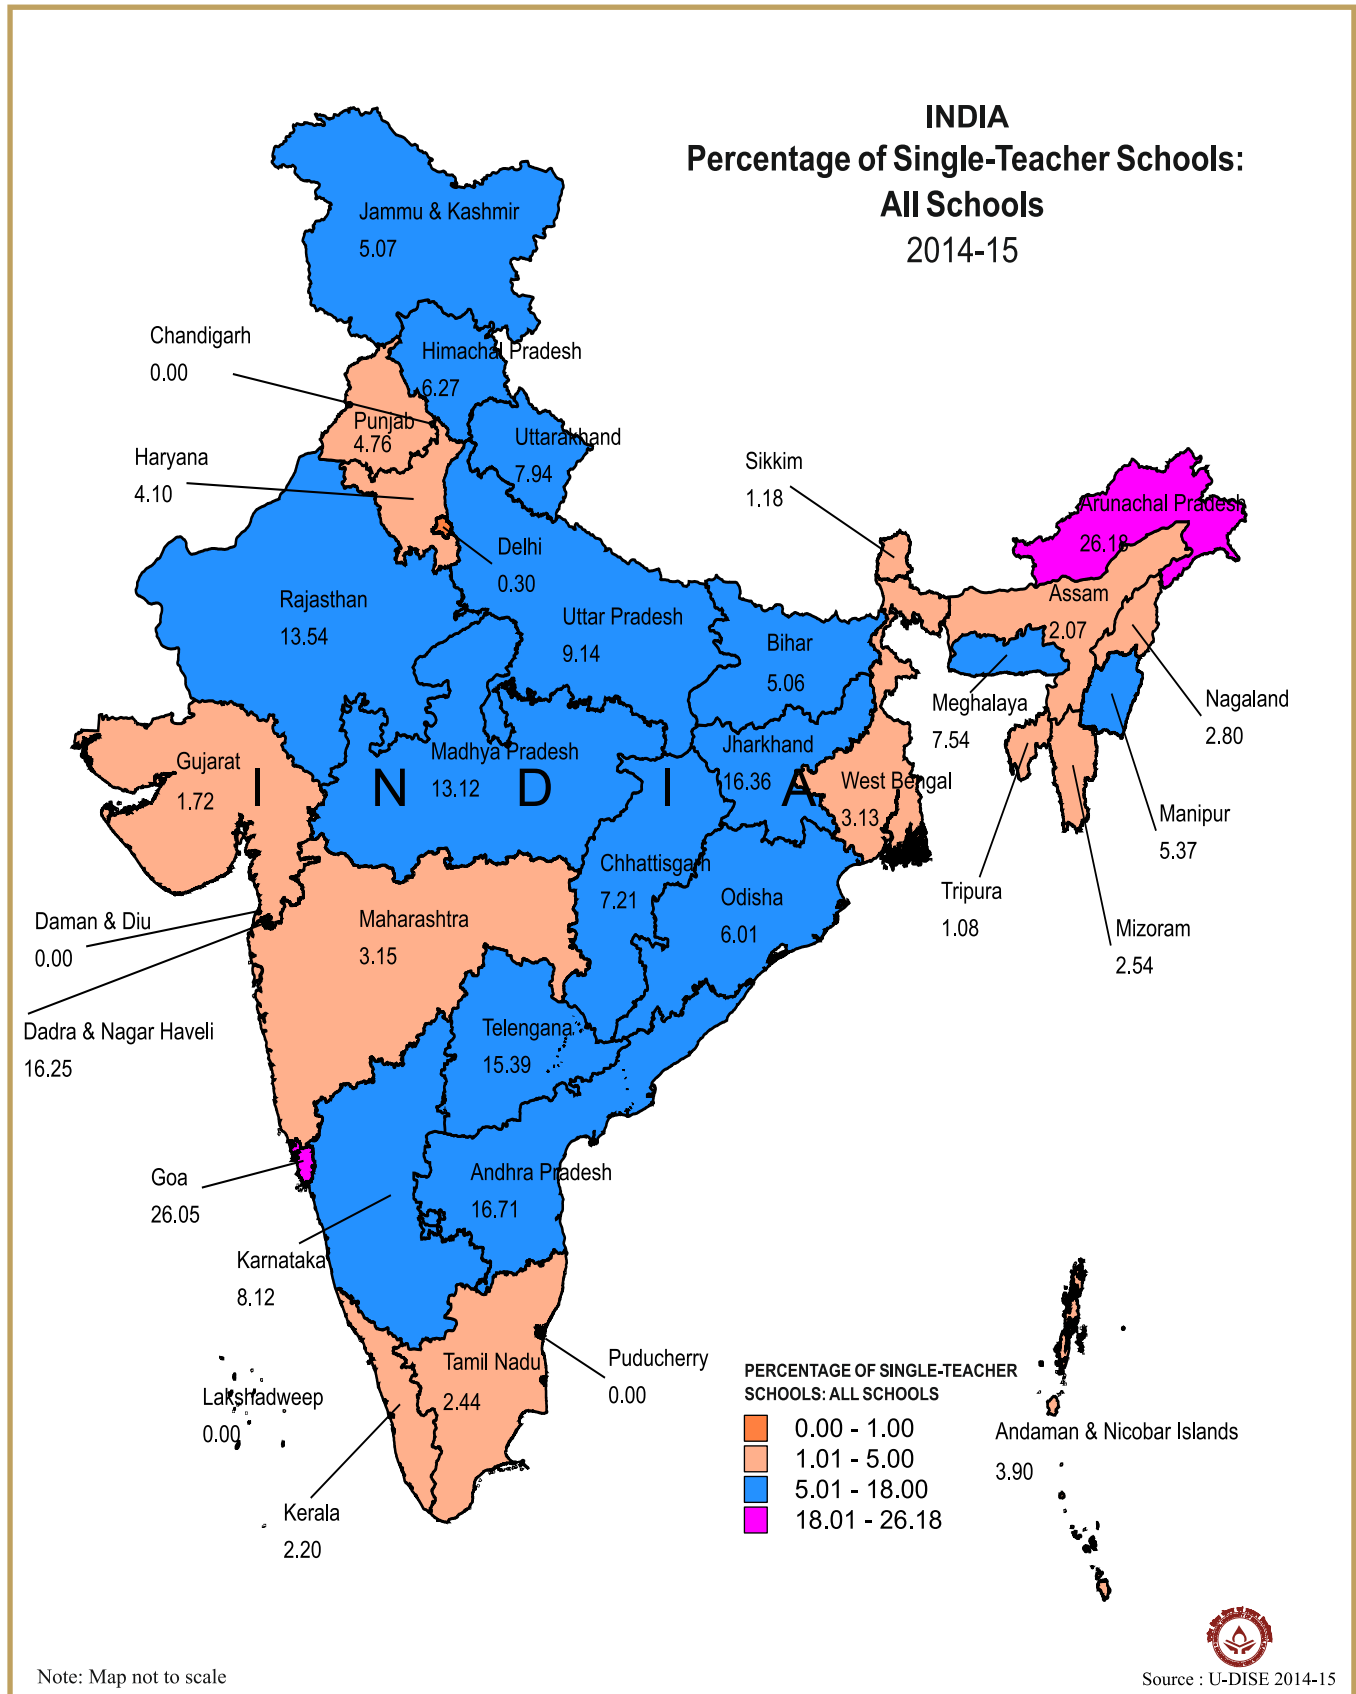 INDIA
Percentage of Single-Teacher Schools:
All Schools
2014-15
Jammu & Kashmir
5.07
Chandigarh
0.00
Himachal Pradesh
6.27
Punjab
4.76
Uttarakhand
7.94
Haryana
4.10
Sikkim
1.18
Arunachal Pradesh
26.18
Delhi
0.30
Rajasthan
13.54
Uttar Pradesh
9.14
Bihar
5.06
Assam
2.07
Meghalaya
7.54
Nagaland
2.80
Gujarat
1.72
Madhya Pradesh
13.12
Jharkhand
16.36
West Bengal
3.13
I N D I A
Manipur
5.37
Tripura
1.08
Mizoram
2.54
Chhattisgarh
7.21
Odisha
6.01
Daman & Diu
0.00
Maharashtra
3.15
Dadra & Nagar Haveli
16.25
Telengana
15.39
Goa
26.05
Andhra Pradesh
16.71
Karnataka
8.12
Tamil Nadu
2.44
Puducherry
0.00
Lakshadweep
0.00
Kerala
2.20
PERCENTAGE OF SINGLE-TEACHER
SCHOOLS: ALL SCHOOLS
0.00 - 1.00
1.01 - 5.00
5.01 - 18.00
18.01 - 26.18
Andaman & Nicobar Islands
3.90
Note: Map not to scale
Source : U-DISE 2014-15